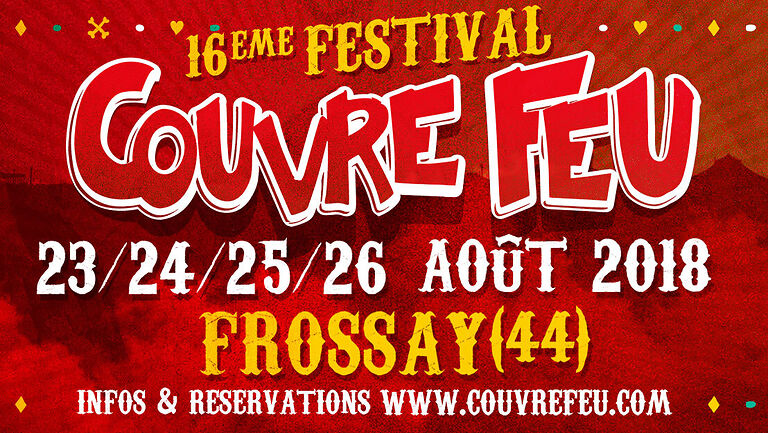 16EME FESTIVAL
COUVRE FEU
23/24/25/26 AOÛT 2018
FROSSAY(44)
INFOS & RESERVATIONS WWW.COUVREFEU.COM